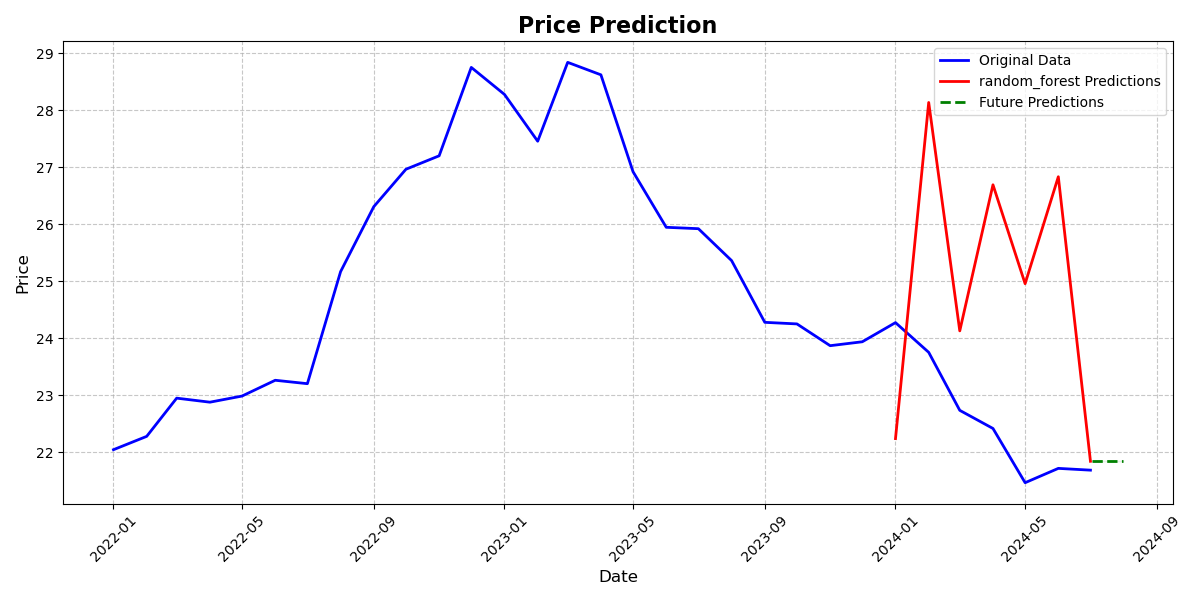 Price Prediction
29
28
27
26
25
24
23
22
Price
Original Data
random_forest Predictions
Future Predictions
2022-01
2022-05
2022-09
2023-01
2023-05
2023-09
2024-01
2024-05
2024-09
Date